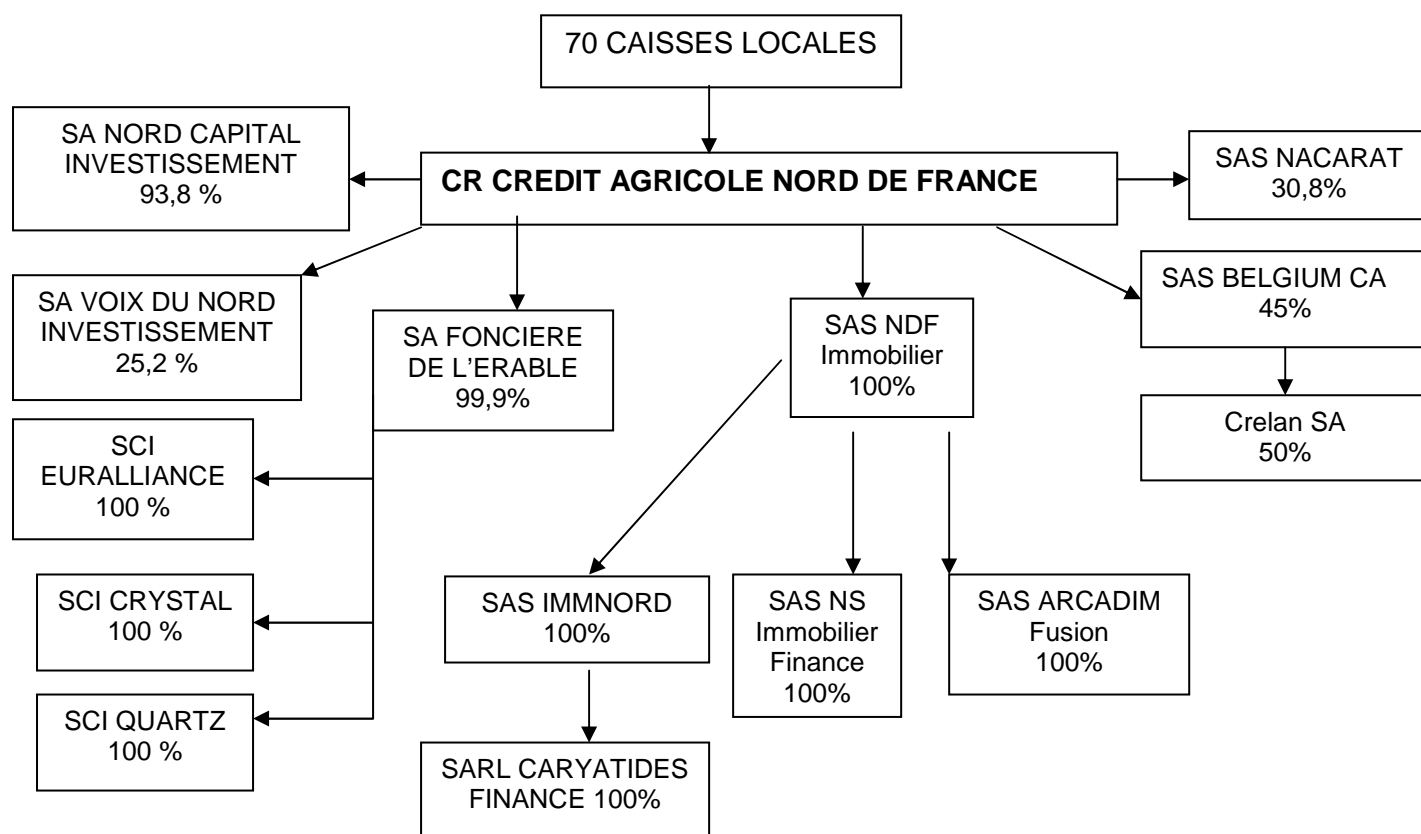 70 CAISSES LOCALES
SA NORD CAPITAL
INVESTISSEMENT
93,8 %
CR CREDIT AGRICOLE NORD DE FRANCE
SAS NACARAT
30,8%
SA VOIX DU NORD
INVESTISSEMENT
25,2 %
SA FONCIERE
DE L’ERABLE
99,9%
SAS NDF
Immobilier
100%
SAS BELGIUM CA
45%
Crelan SA
50%
SCI
EURALLIANCE
100 %
SCI CRYSTAL
100 %
SCI QUARTZ
100 %
SAS IMMNORD
100%
SAS NS
Immobilier
Finance
100%
SAS ARCADIM
Fusion
100%
SARL CARYATIDES
FINANCE 100%